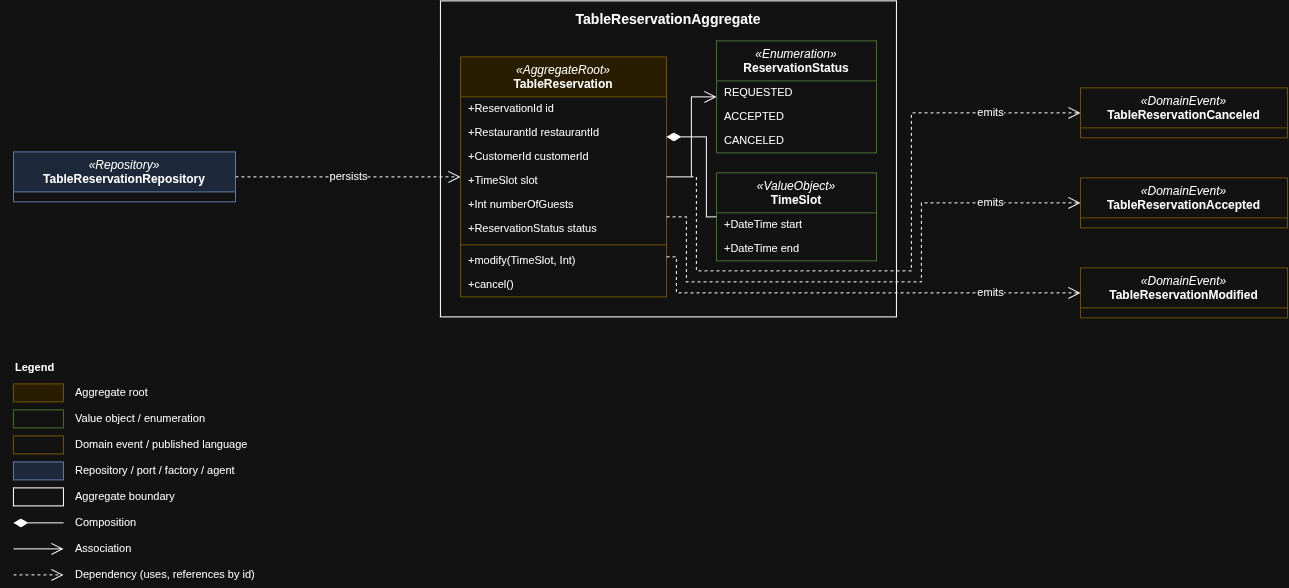 TableReservationAggregate
«Repository»
TableReservationRepository
persists
«AggregateRoot»
TableReservation
+ReservationId id
+RestaurantId restaurantId
+CustomerId customerId
+TimeSlot slot
+Int numberOfGuests
+ReservationStatus status
+modify(TimeSlot, Int)
+cancel()
«Enumeration»
ReservationStatus
REQUESTED
ACCEPTED
CANCELED
«ValueObject»
TimeSlot
+DateTime start
+DateTime end
emits
«DomainEvent»
TableReservationCanceled
emits
«DomainEvent»
TableReservationAccepted
emits
«DomainEvent»
TableReservationModified
Legend
Aggregate root
Value object / enumeration
Domain event / published language
Repository / port / factory / agent
Aggregate boundary
Composition
Association
Dependency (uses, references by id)